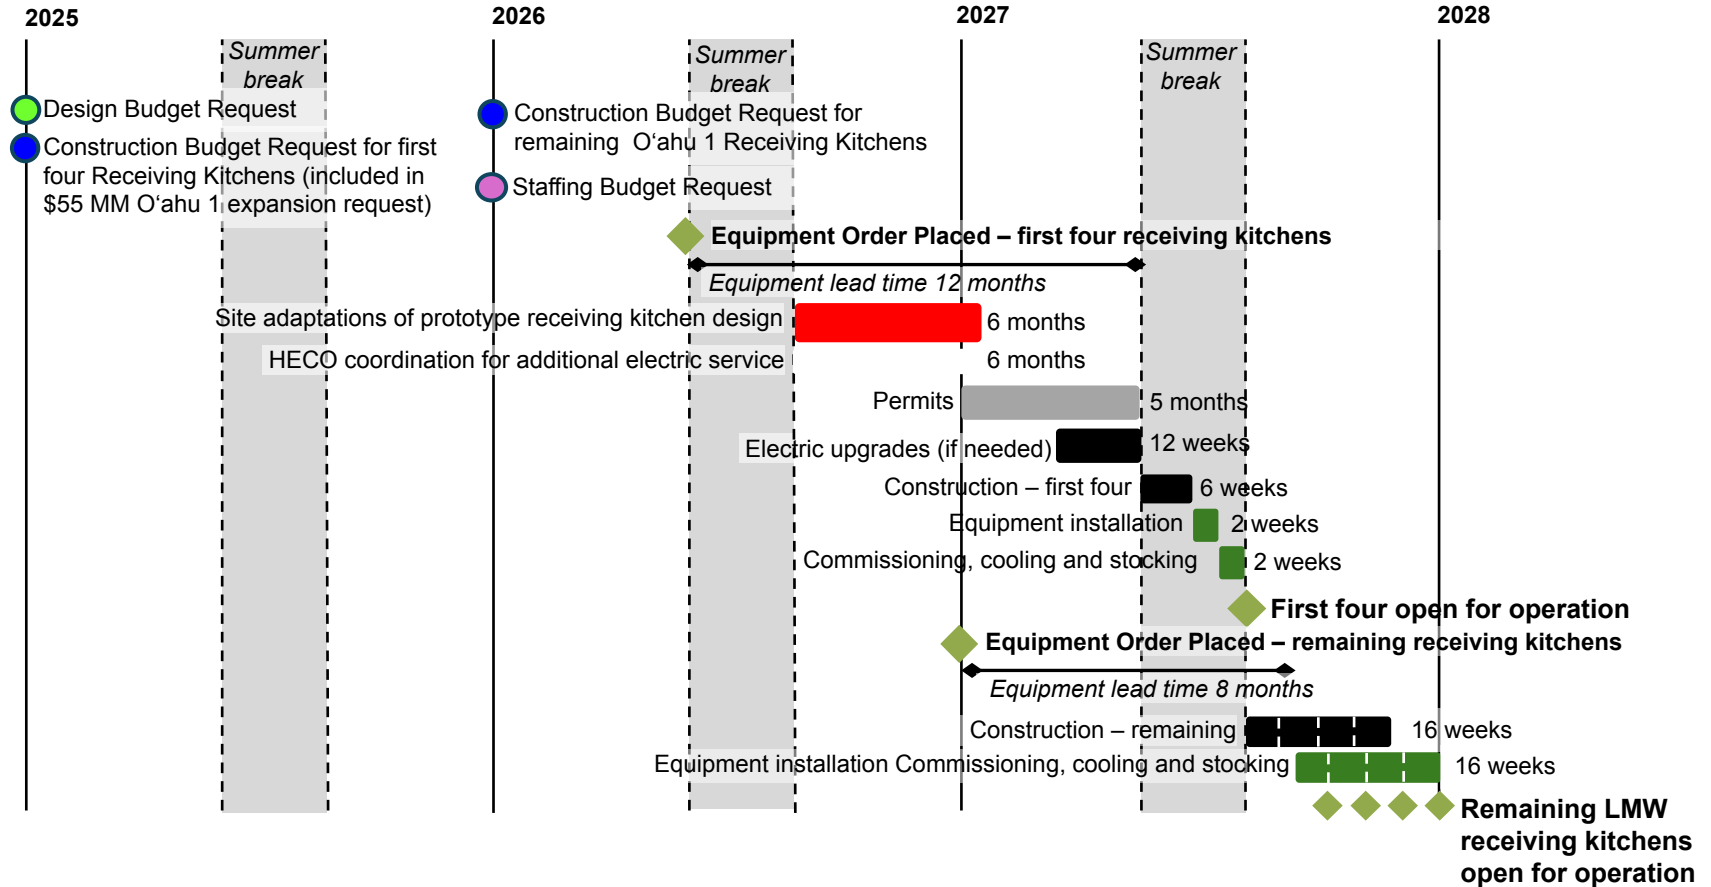 2025
2026
2027
2028
Summer
break
Summer
break
Summer
break
Design Budget Request
Construction Budget Request for first
four Receiving Kitchens (included in
$55 MM Oʻahu 1 expansion request)
Construction Budget Request for
remaining Oʻahu 1 Receiving Kitchens
Staffing Budget Request
Equipment Order Placed – first four receiving kitchens
Equipment lead time 12 months
Site adaptations of prototype receiving kitchen design
6 months
HECO coordination for additional electric service
6 months
Permits
5 months
Electric upgrades (if needed)
12 weeks
Construction – first four
6 weeks
Equipment installation
2 weeks
Commissioning, cooling and stocking
2 weeks
First four open for operation
Equipment Order Placed – remaining receiving kitchens
Equipment lead time 8 months
Construction – remaining
16 weeks
Equipment installation Commissioning, cooling and stocking
16 weeks
Remaining LMW
receiving kitchens
open for operation